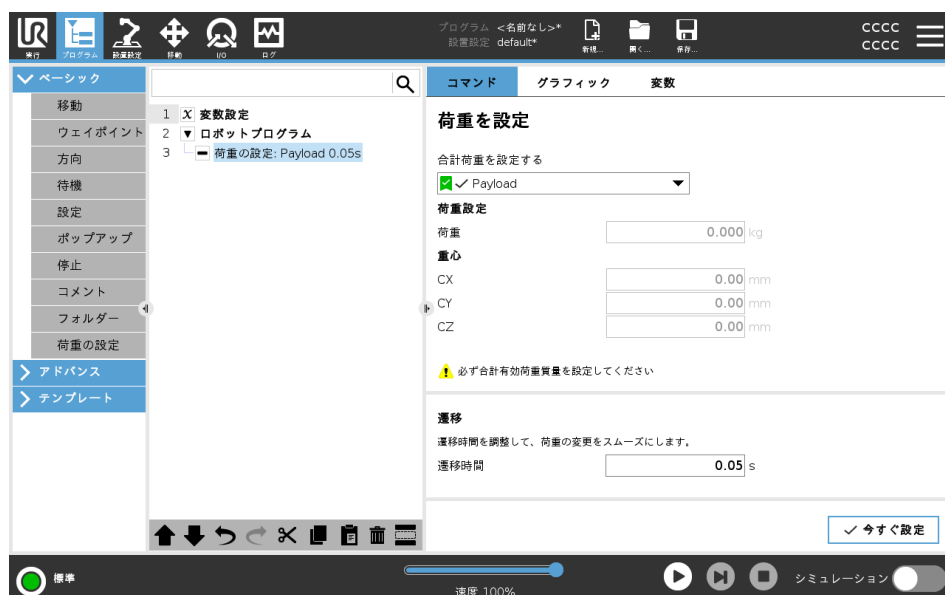 UR
実行
プログラム
設置設定
移動
I/O
ログ
プログラム <名前なし>*
設置設定 default*
新規...
開く...
保存...
CCCC
CCCC
ベーシック
移動
ウェイポイント
方向
待機
設定
ポップアップ
停止
コメント
フォルダー
荷重の設定
アドバンス
テンプレート
1 X 変数設定
2 ▼ ロボットプログラム
3 荷重の設定: Payload 0.05s
コマンド グラフィック 変数
荷重を設定
合計荷重を設定する
Payload
荷重設定
荷重 0.000 kg
重心
CX 0.00 mm
CY 0.00 mm
CZ 0.00 mm
必ず合計有効荷重質量を設定してください
遷移
遷移時間を調整して、荷重の変更をスムーズにします。
遷移時間 0.05 s
今すぐ設定
標準
速度 100%
シミュレーション